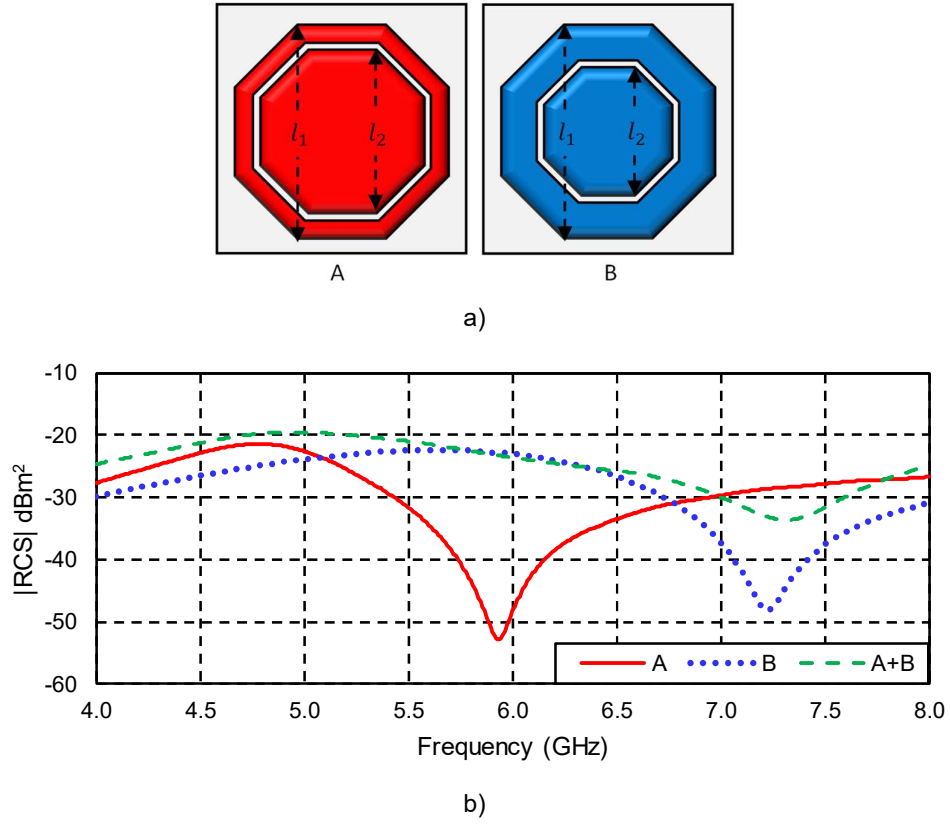 l₁ l₂ l₁ l₂
A B
a)
-10
-20
-30
-40
-50
-60
|RCS| dBm²
A B A+B
4.0 4.5 5.0 5.5 6.0 6.5 7.0 7.5 8.0
Frequency (GHz)
b)